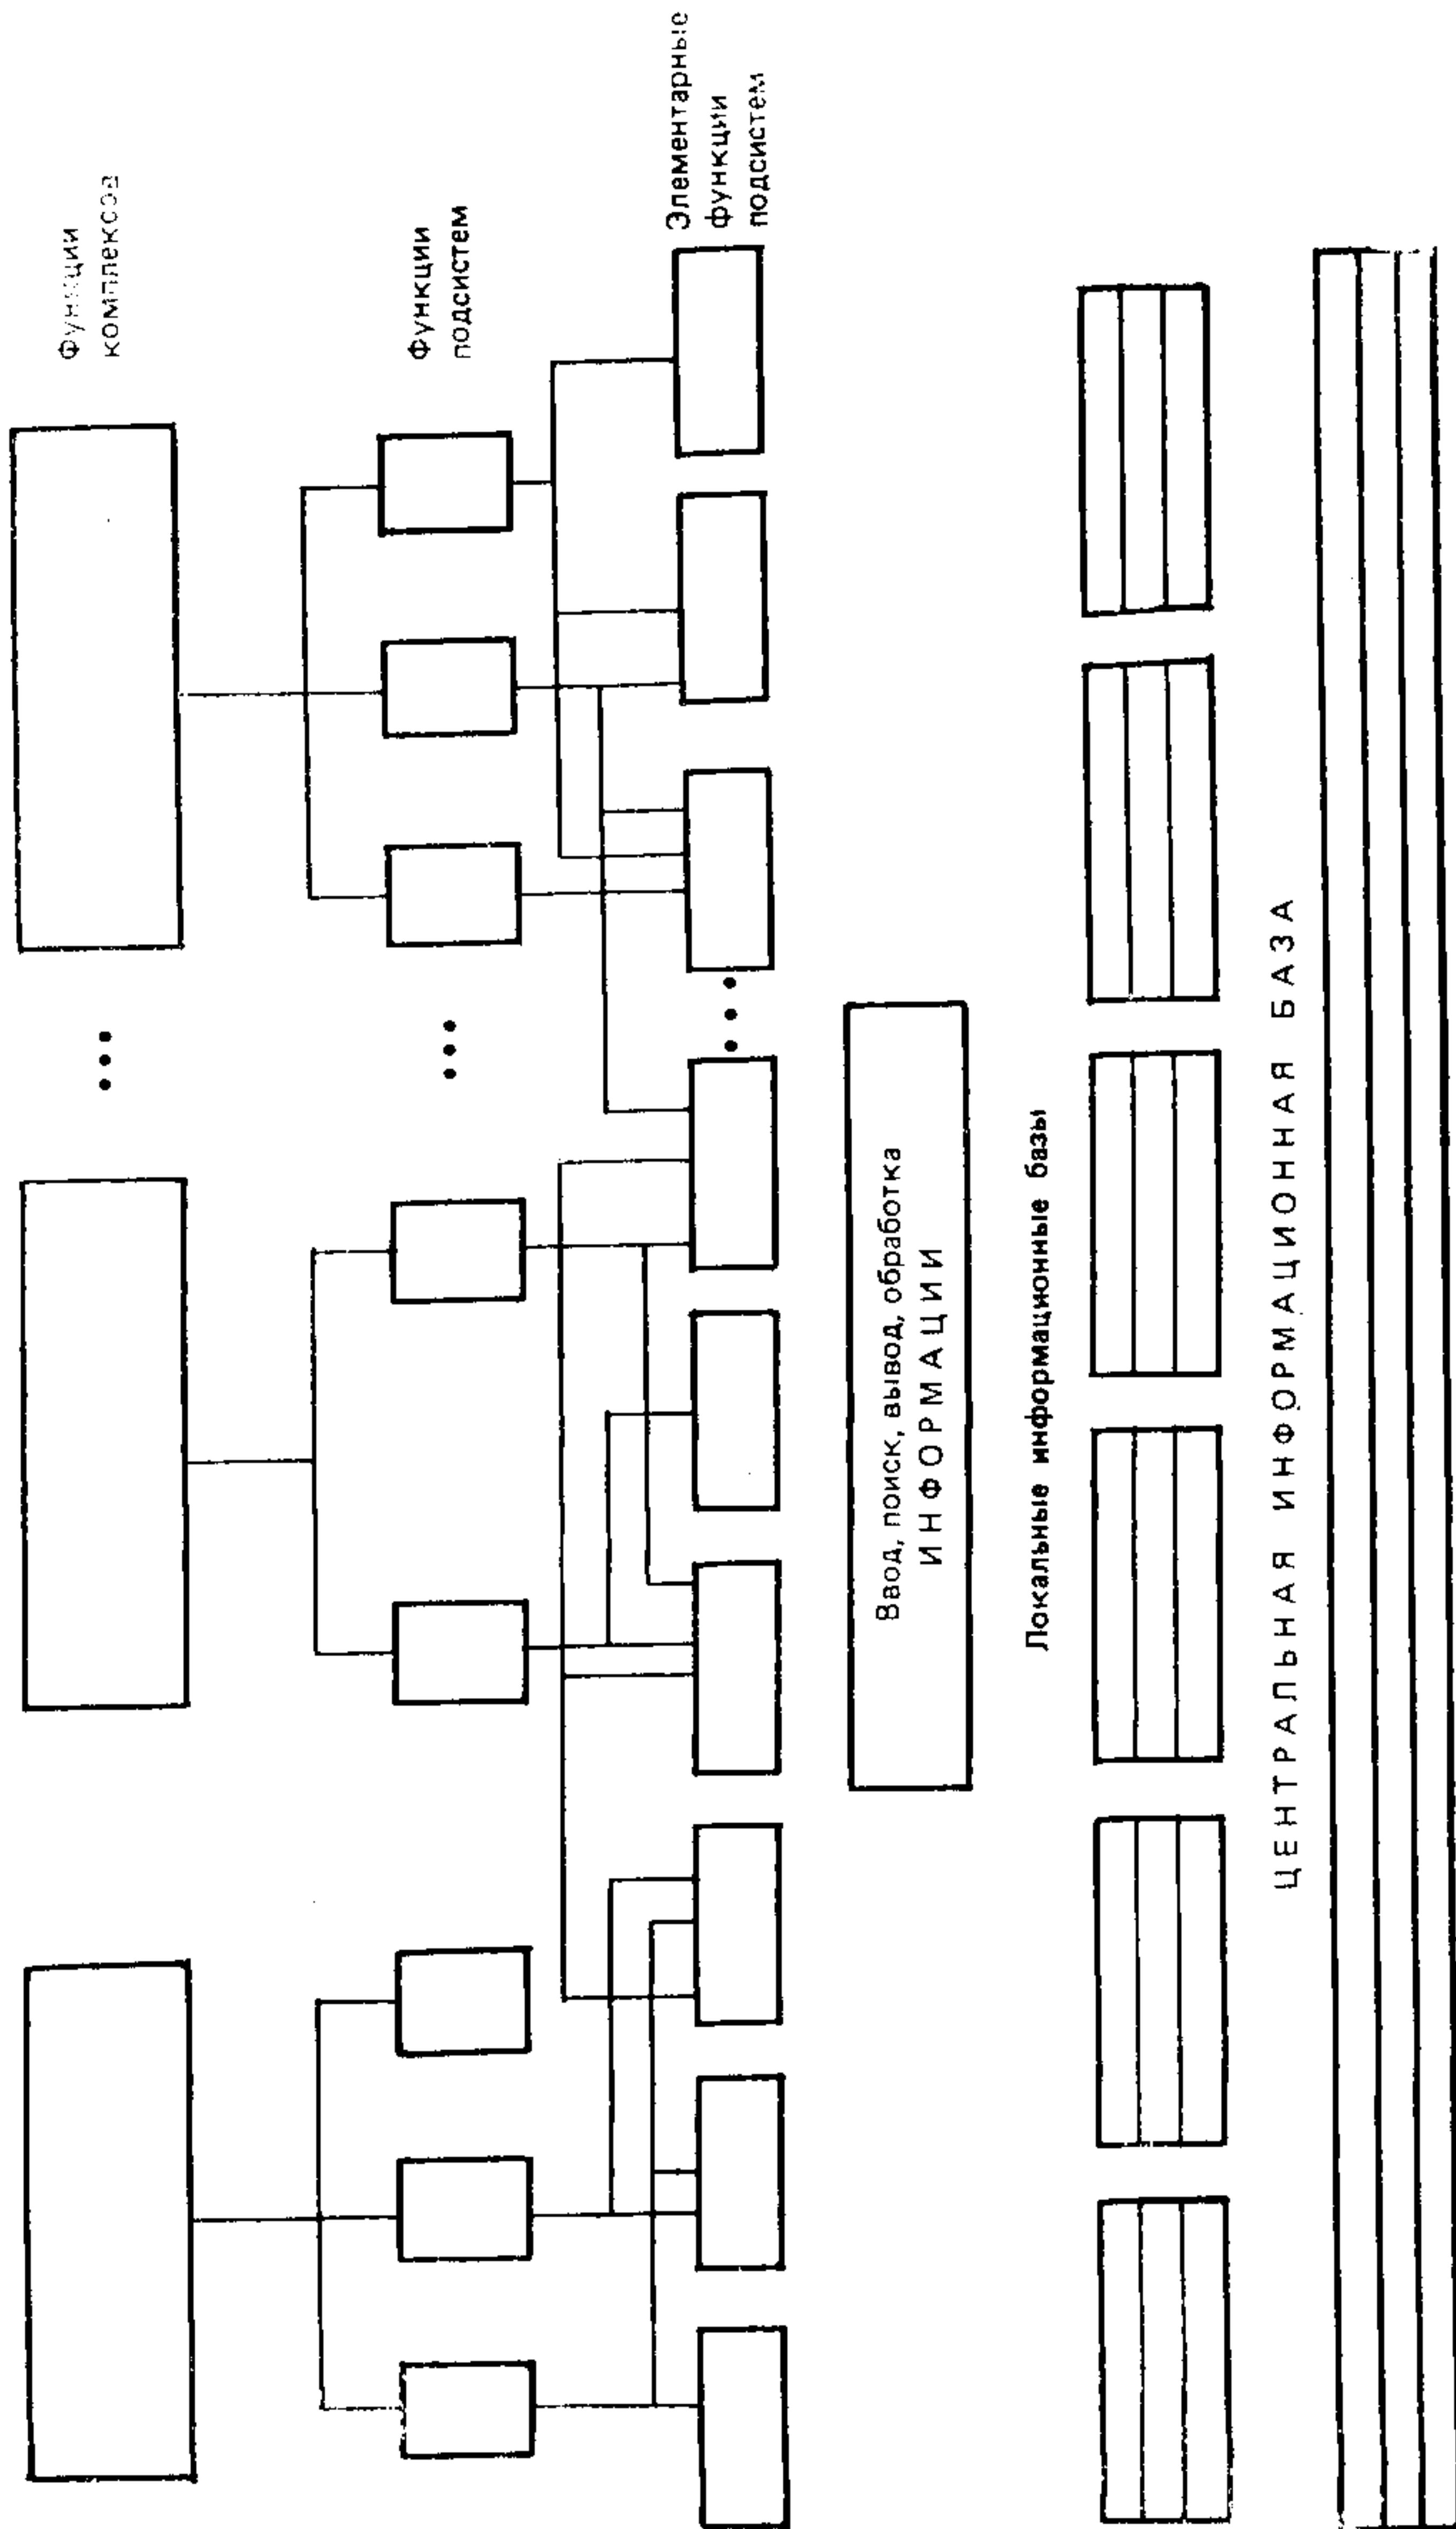 Функции
комплексов
Функции
подсистем
Элементарные
функции
подсистем
Ввод, поиск, вывод, обработка
ИНФОРМАЦИИ
Локальные информационные базы
ЦЕНТРАЛЬНАЯ ИНФОРМАЦИОННАЯ БАЗА